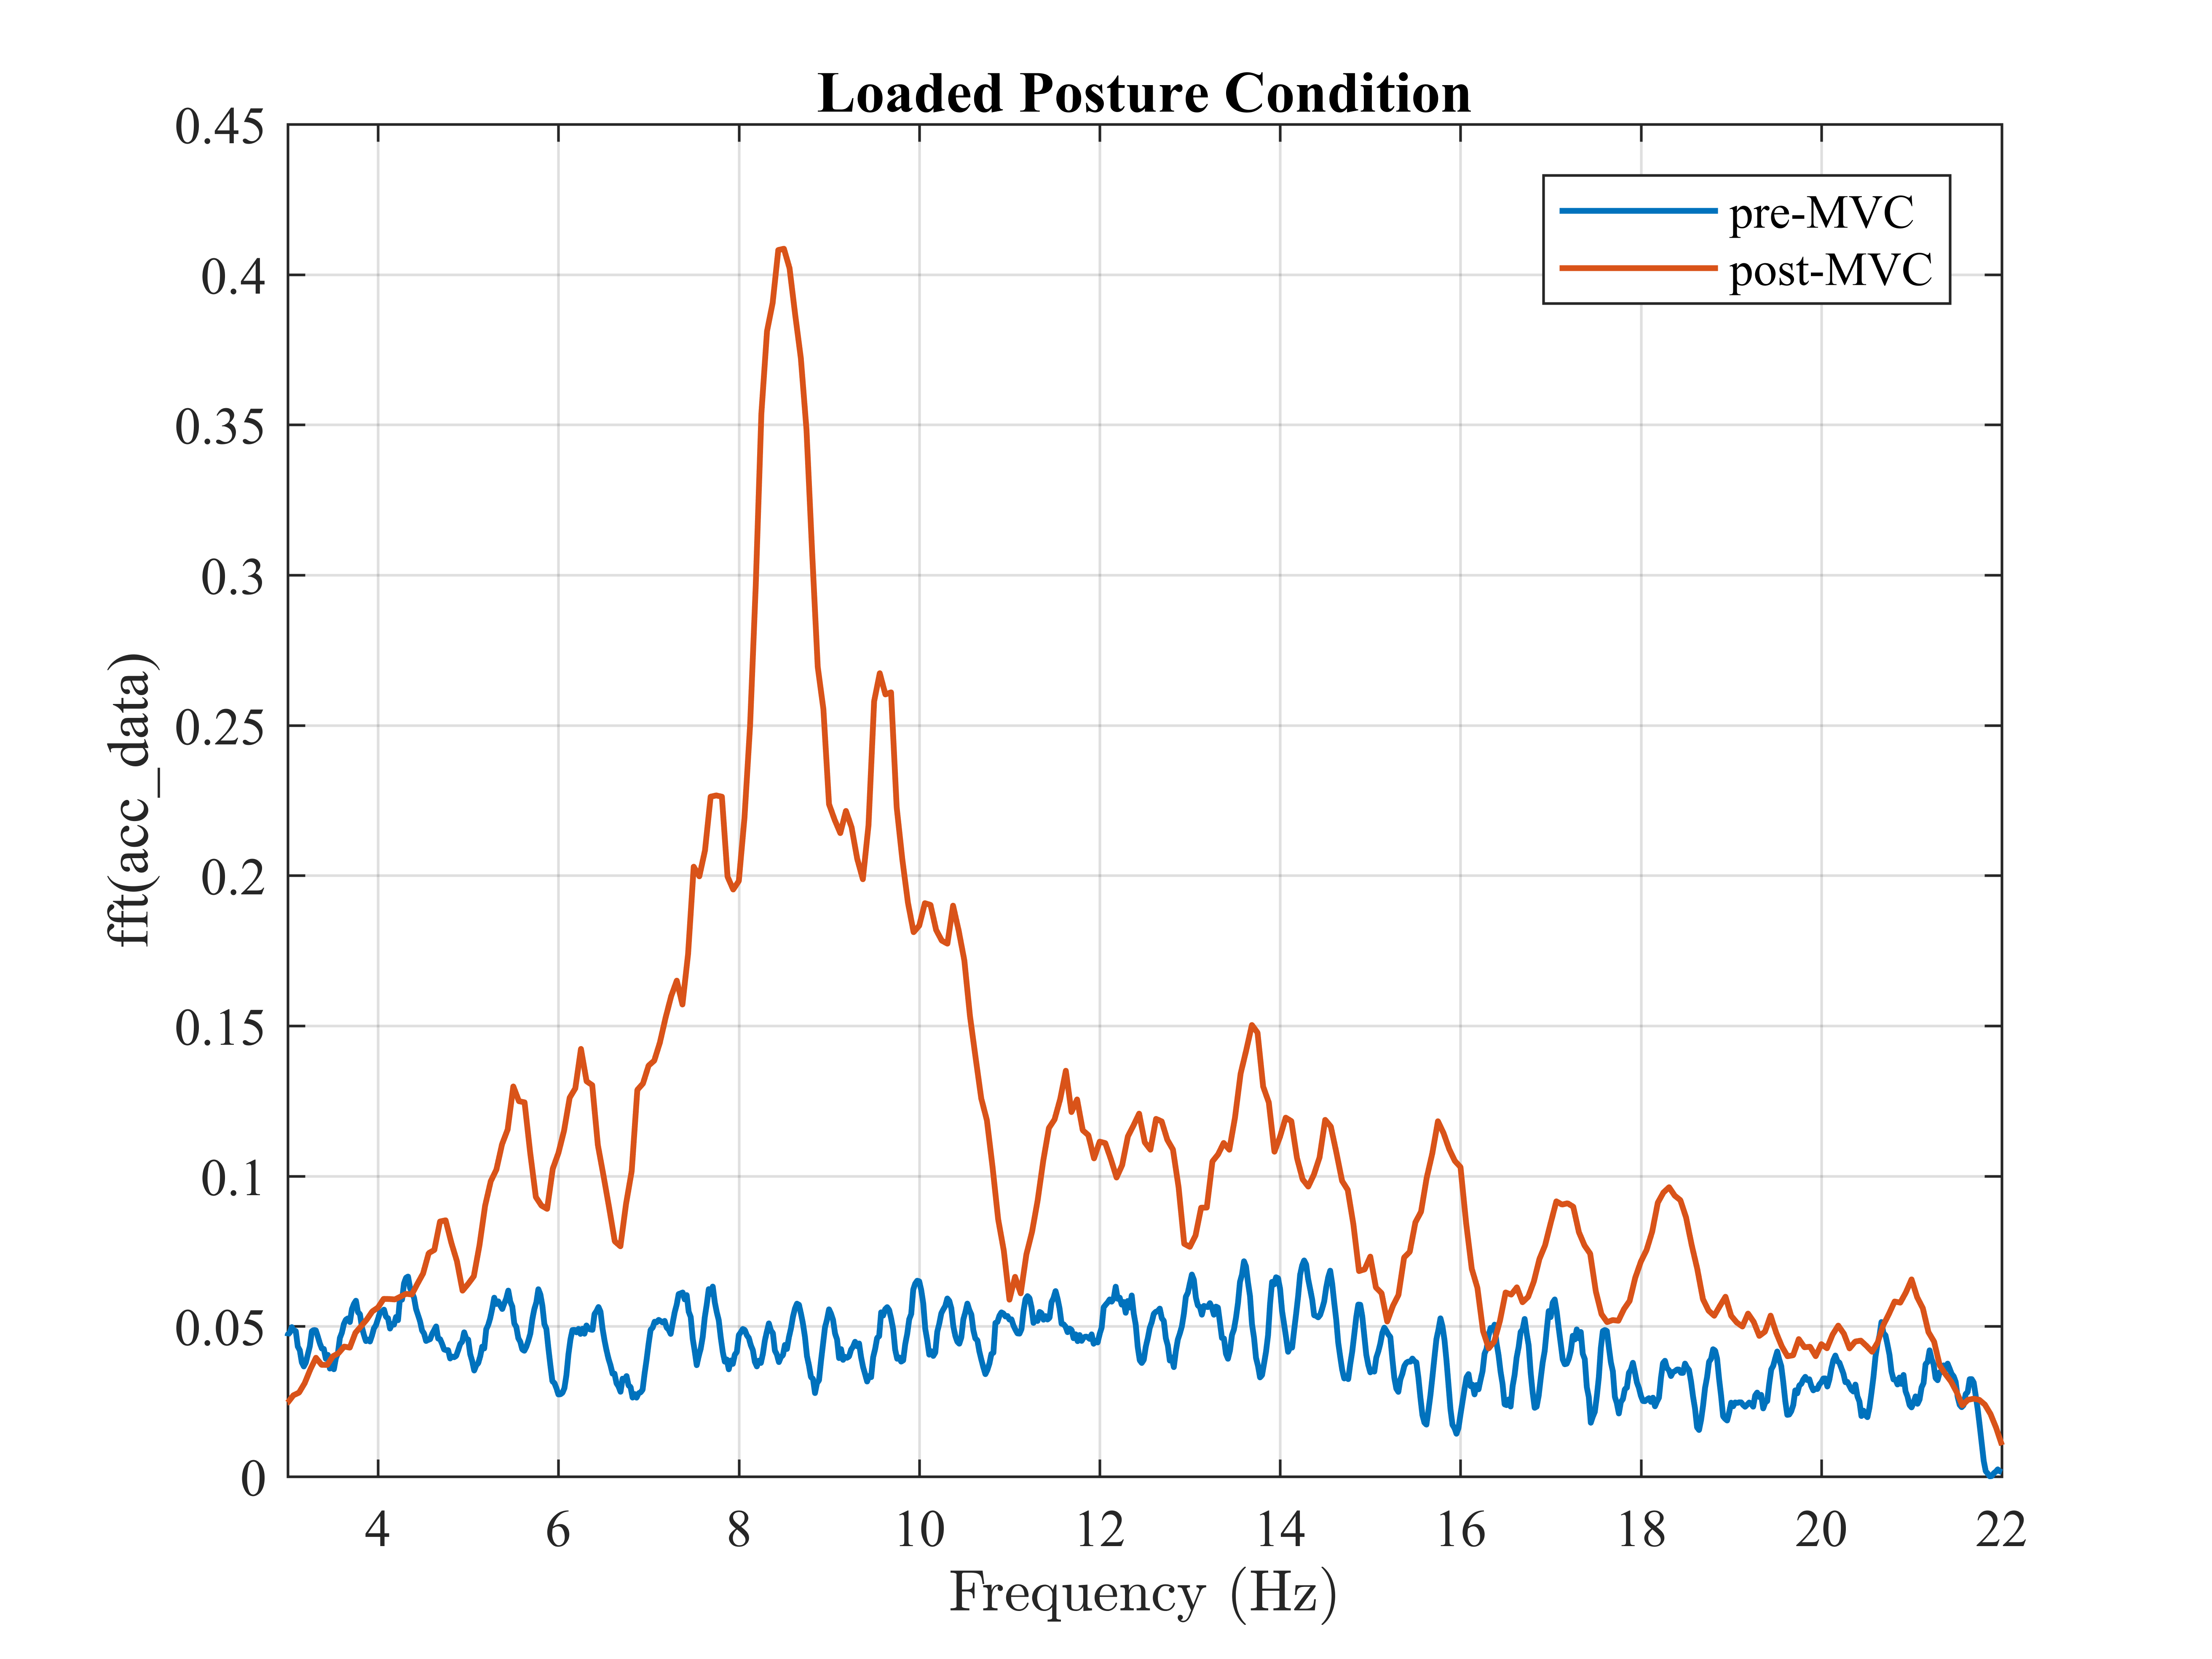 Loaded Posture Condition
0.45
0.4
0.35
0.3
0.25
0.2
0.15
0.1
0.05
0
fft(acc_data)
pre-MVC
post-MVC
4 6 8 10 12 14 16 18 20 22
Frequency (Hz)